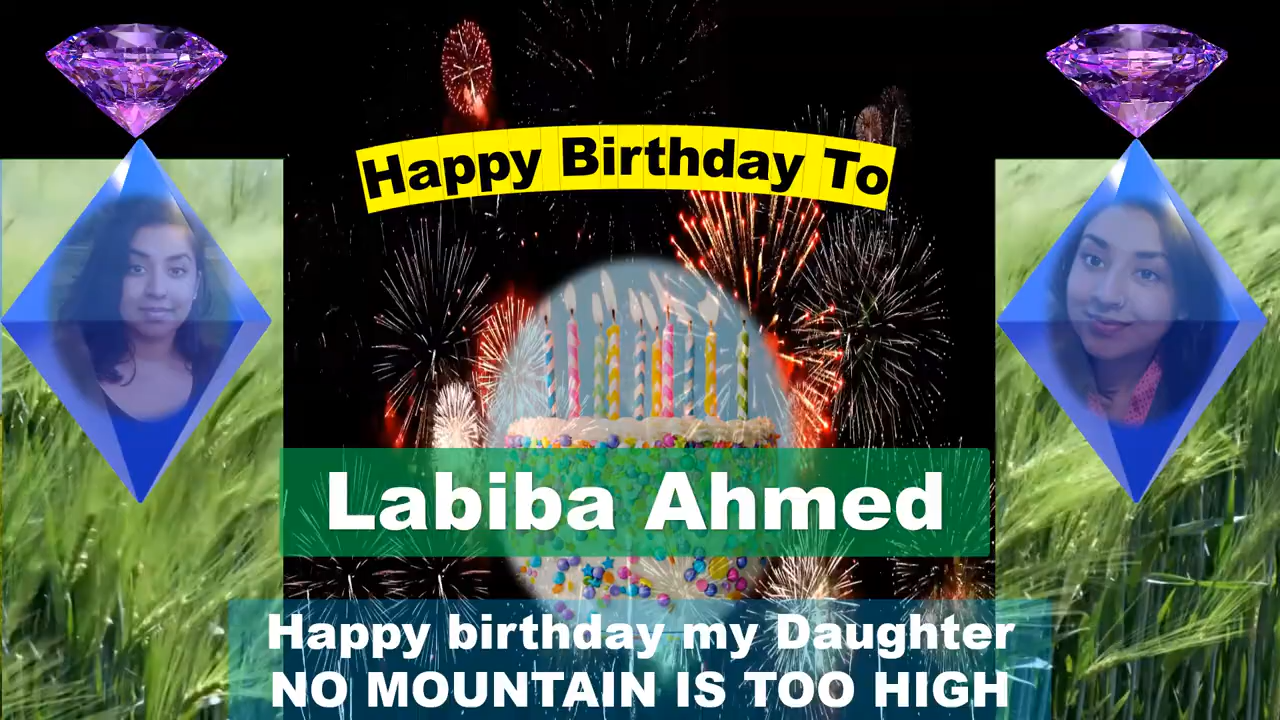 Happy Birthday To
Labiba Ahmed
Happy birthday my Daughter
NO MOUNTAIN IS TOO HIGH